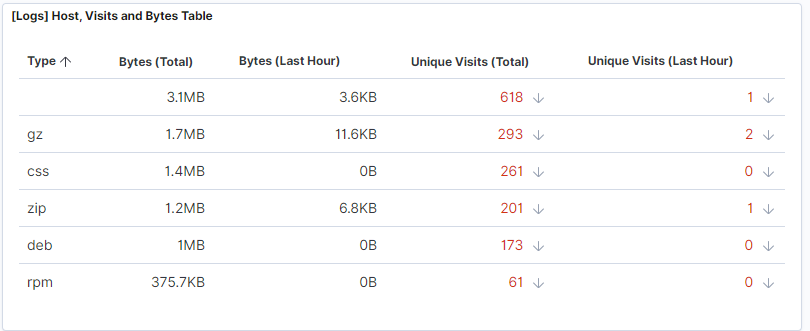 [Logs] Host, Visits and Bytes Table
Type ↑ Bytes (Total) Bytes (Last Hour) Unique Visits (Total) Unique Visits (Last Hour)
3.1MB 3.6KB 618 ↓ 1 ↓
gz 1.7MB 11.6KB 293 ↓ 2 ↓
css 1.4MB 0B 261 ↓ 0 ↓
zip 1.2MB 6.8KB 201 ↓ 1 ↓
deb 1MB 0B 173 ↓ 0 ↓
rpm 375.7KB 0B 61 ↓ 0 ↓